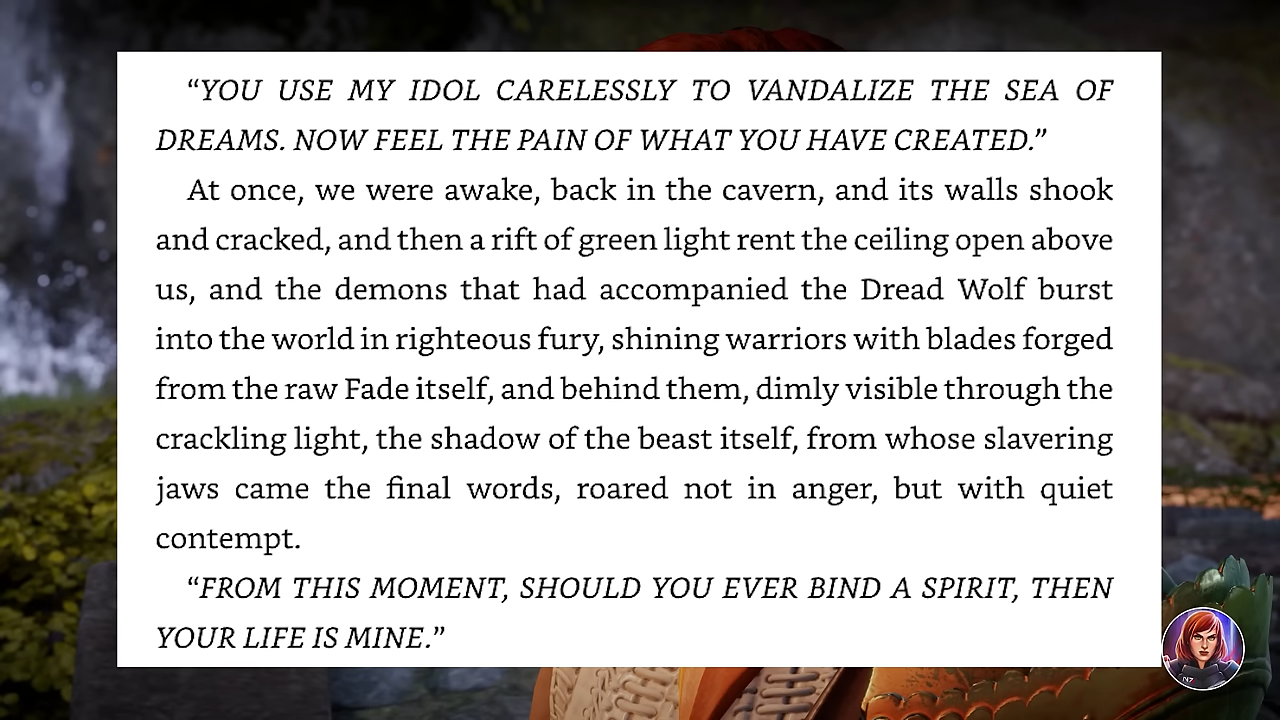 “YOU USE MY IDOL CARELESSLY TO VANDALIZE THE SEA OF
DREAMS. NOW FEEL THE PAIN OF WHAT YOU HAVE CREATED.”
At once, we were awake, back in the cavern, and its walls shook
and cracked, and then a rift of green light rent the ceiling open above
us, and the demons that had accompanied the Dread Wolf burst
into the world in righteous fury, shining warriors with blades forged
from the raw Fade itself, and behind them, dimly visible through the
crackling light, the shadow of the beast itself, from whose slavering
jaws came the final words, roared not in anger, but with quiet
contempt.
“FROM THIS MOMENT, SHOULD YOU EVER BIND A SPIRIT, THEN
YOUR LIFE IS MINE.”
N7